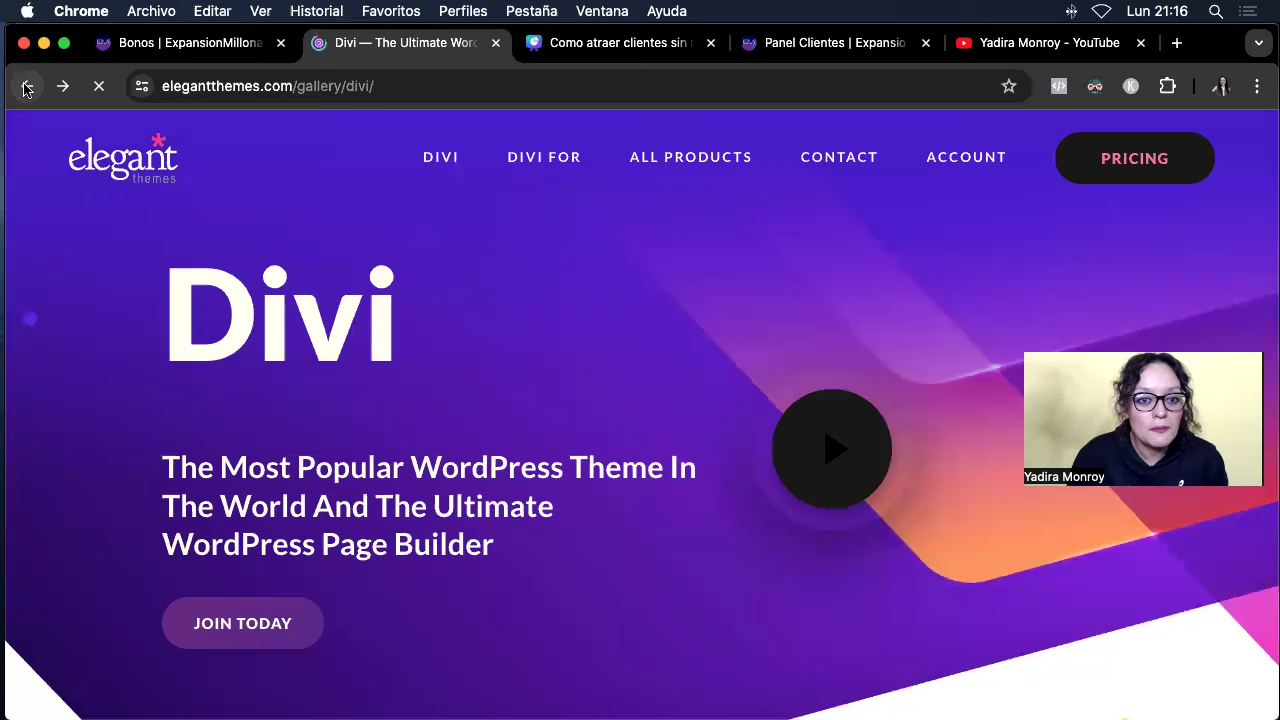 Chrome Archivo Editar Ver Historial Favoritos Perfiles Pestaña Ventana Ayuda Lun 21:16
Bonos | ExpansionMillona Divi — The Ultimate Worc Como atraer clientes sin Panel Clientes | Expansio Yadira Monroy - YouTube
elegantthemes.com/gallery/divi/
elegant themes
DIVI DIVI FOR ALL PRODUCTS CONTACT ACCOUNT PRICING
Divi
The Most Popular WordPress Theme In
The World And The Ultimate
WordPress Page Builder
JOIN TODAY
Yadira Monroy